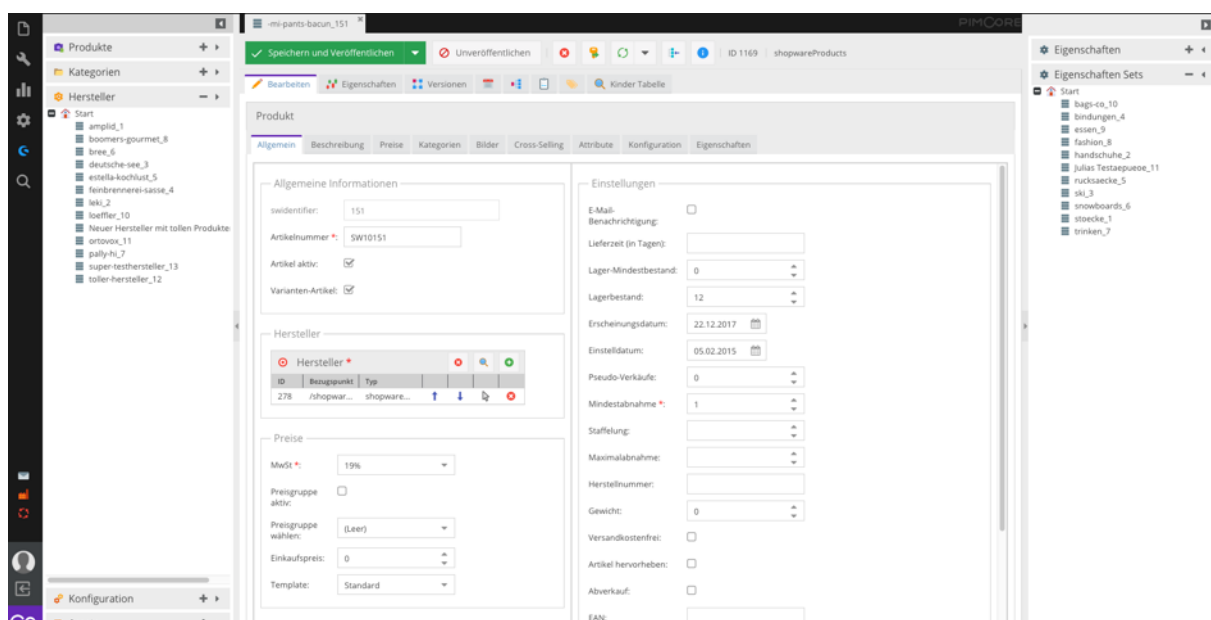 -mi-pants-bacun_151
PIMCORE
Produkte
Kategorien
Hersteller
Start
amplid_1
boomers-gourmet_8
bree_6
deutsche-see_3
estella-kochlust_5
feinbrennerei-sasse_4
leki_2
loeffler_10
Neuer Hersteller mit tollen Produkte
ortovox_11
pally-hi_7
super-testhersteller_13
toller-hersteller_12
Konfiguration
Speichern und Veröffentlichen
Unveröffentlichen
ID 1169
shopwareProducts
Bearbeiten
Eigenschaften
Versionen
Kinder Tabelle
Produkt
Allgemein
Beschreibung
Preise
Kategorien
Bilder
Cross-Selling
Attribute
Konfiguration
Eigenschaften
Allgemeine Informationen
swidentifier: 151
Artikelnummer *: SW10151
Artikel aktiv:
Varianten-Artikel:
Hersteller
Hersteller *
ID Bezugspunkt Typ
278 /shopwar... shopware...
Preise
MwSt *: 19%
Preisgruppe
aktiv:
Preisgruppe
wählen: (Leer)
Einkaufspreis: 0
Template: Standard
Einstellungen
E-Mail-
Benachrichtigung:
Lieferzeit (in Tagen):
Lager-Mindestbestand: 0
Lagerbestand: 12
Erscheinungsdatum: 22.12.2017
Einstelldatum: 05.02.2015
Pseudo-Verkäufe: 0
Mindestabnahme *: 1
Staffelung:
Maximalabnahme:
Herstellnummer:
Gewicht: 0
Versandkostenfrei:
Artikel hervorheben:
Abverkauf:
EAN:
Eigenschaften
Eigenschaften Sets
Start
bags-co_10
bindungen_4
essen_9
fashion_8
handschuhe_2
Julias Testaepueoe_11
rucksaecke_5
ski_3
snowboards_6
stoecke_1
trinken_7